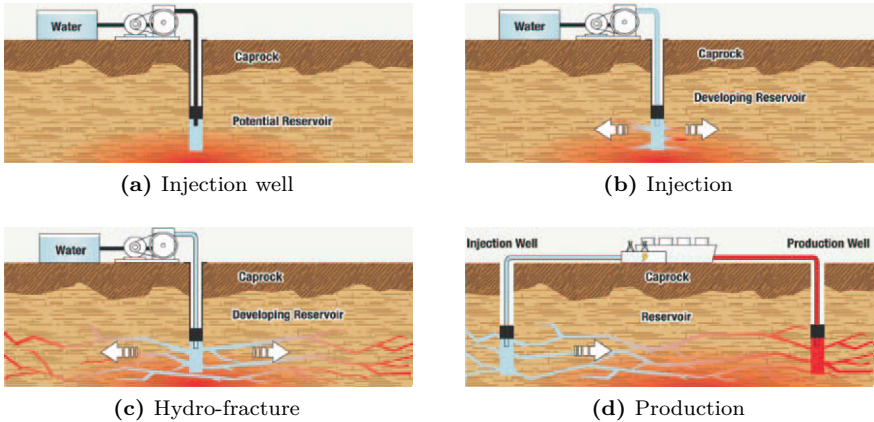 Water
Caprock
Potential Reservoir
(a) Injection well
Water
Caprock
Developing Reservoir
(b) Injection
Water
Caprock
Developing Reservoir
(c) Hydro-fracture
Injection Well
Production Well
Caprock
Reservoir
(d) Production